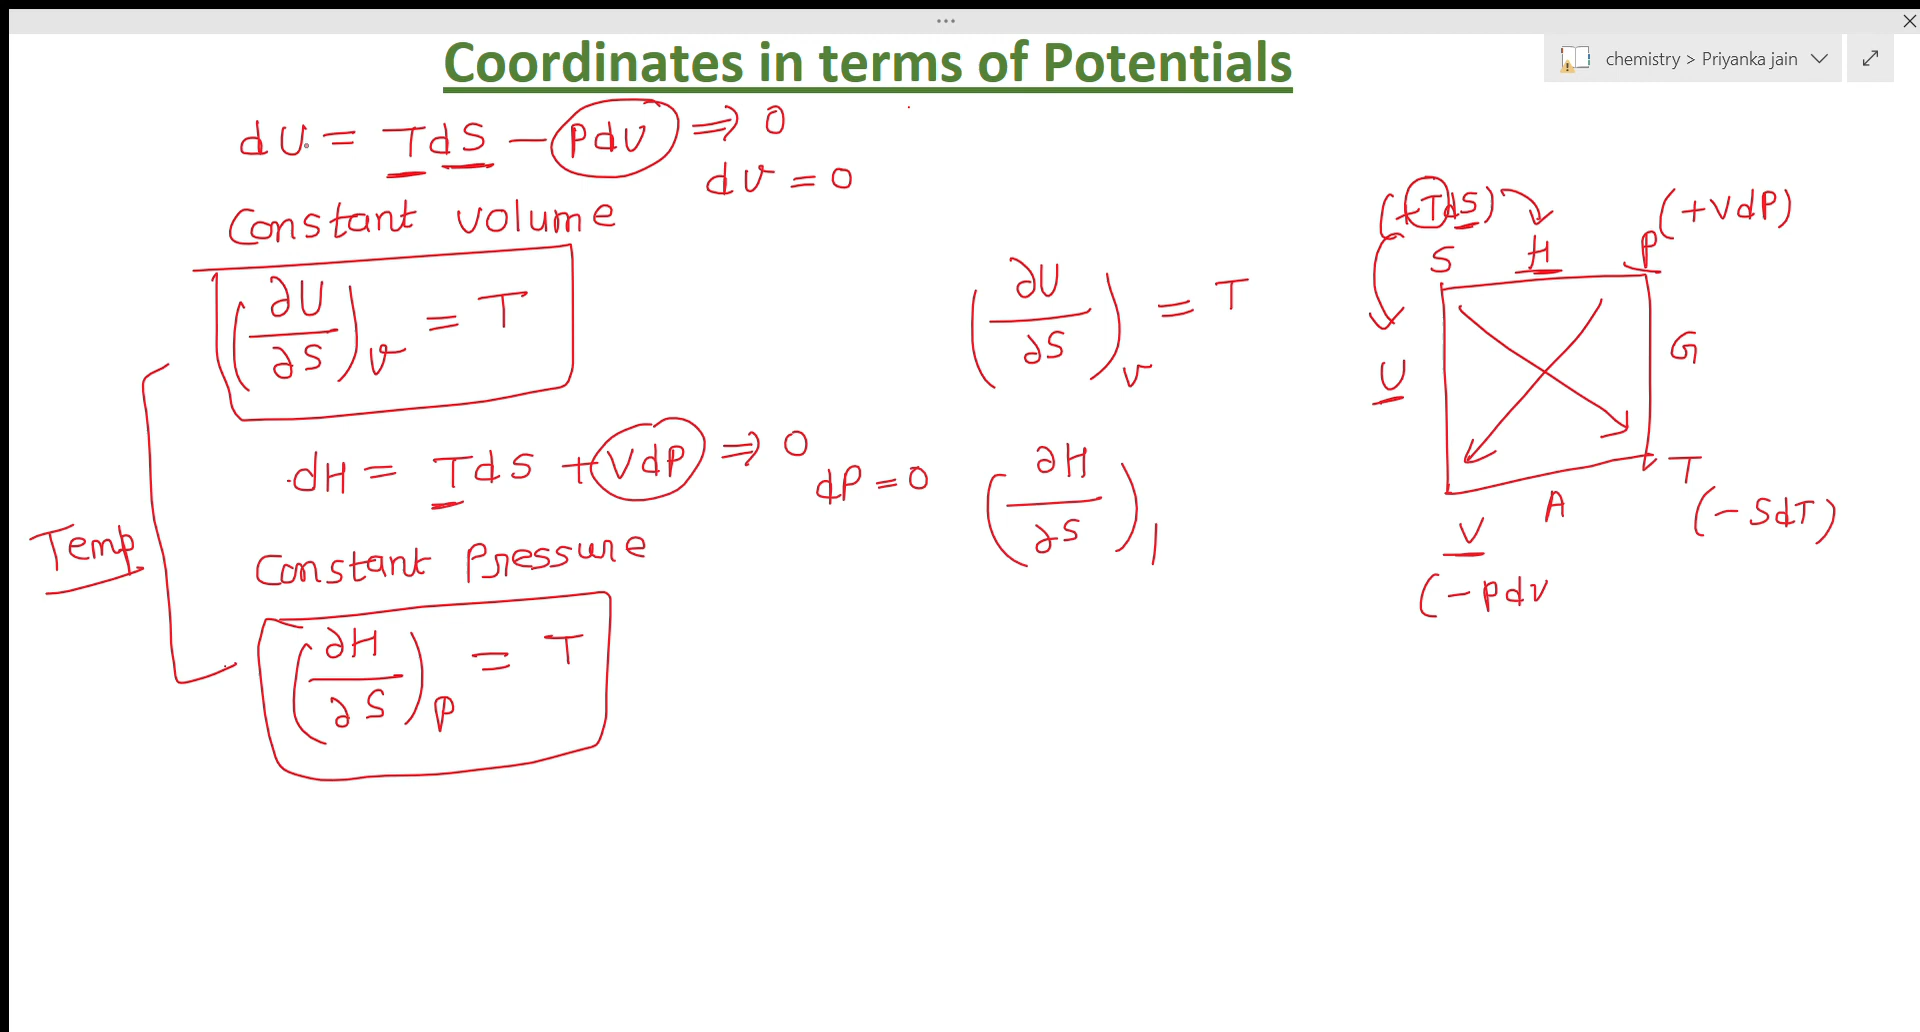 Coordinates in terms of Potentials
chemistry > Priyanka jain
dU = TdS − PdV ⇒ 0
dV = 0
Constant volume
(∂U/∂S)v = T
dH = TdS + VdP ⇒ 0
dP = 0
Temp
Constant Pressure
(∂H/∂S)p = T
(∂U/∂S)v = T
(∂H/∂S)
(+TdS)
(+VdP)
S H P
U G
V A T
(-SdT)
(-pdv